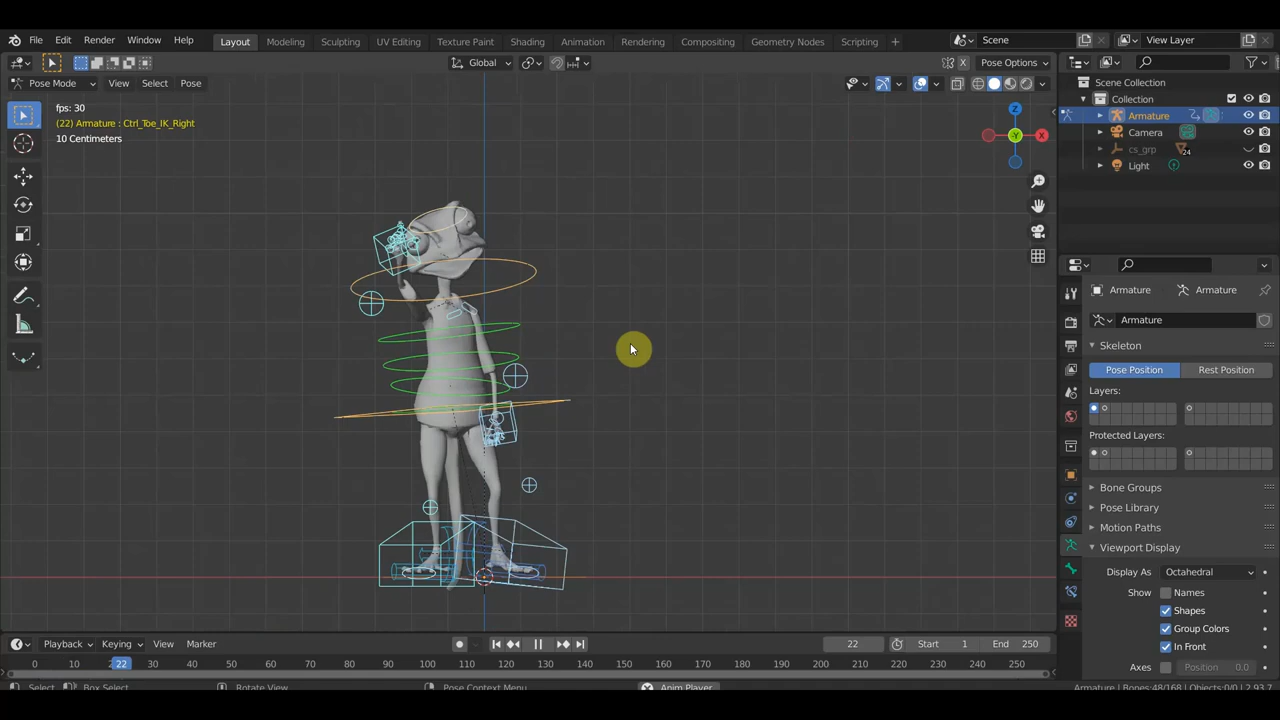 File Edit Render Window Help Layout Modeling Sculpting UV Editing Texture Paint Shading Animation Rendering Compositing Geometry Nodes Scripting + Scene View Layer
Global Pose Options
Pose Mode View Select Pose
Scene Collection
Collection
Armature
Camera
cs_grp 24
Light
fps: 30
(22) Armature : Ctrl_Toe_IK_Right
10 Centimeters
Z
X
-Y
Armature Armature
Armature
Skeleton
Pose Position Rest Position
Layers:
Protected Layers:
Bone Groups
Pose Library
Motion Paths
Viewport Display
Display As Octahedral
Show Names
Shapes
Group Colors
In Front
Axes Position 0.0
Playback Keying View Marker 22 Start 1 End 250
0 10 22 30 40 50 60 70 80 90 100 110 120 130 140 150 160 170 180 190 200 210 220 230 240 250
Select Box Select Rotate View Pose Context Menu Anim Player Armature | Bones:48/168 | Objects:0/0 | 2.93.7